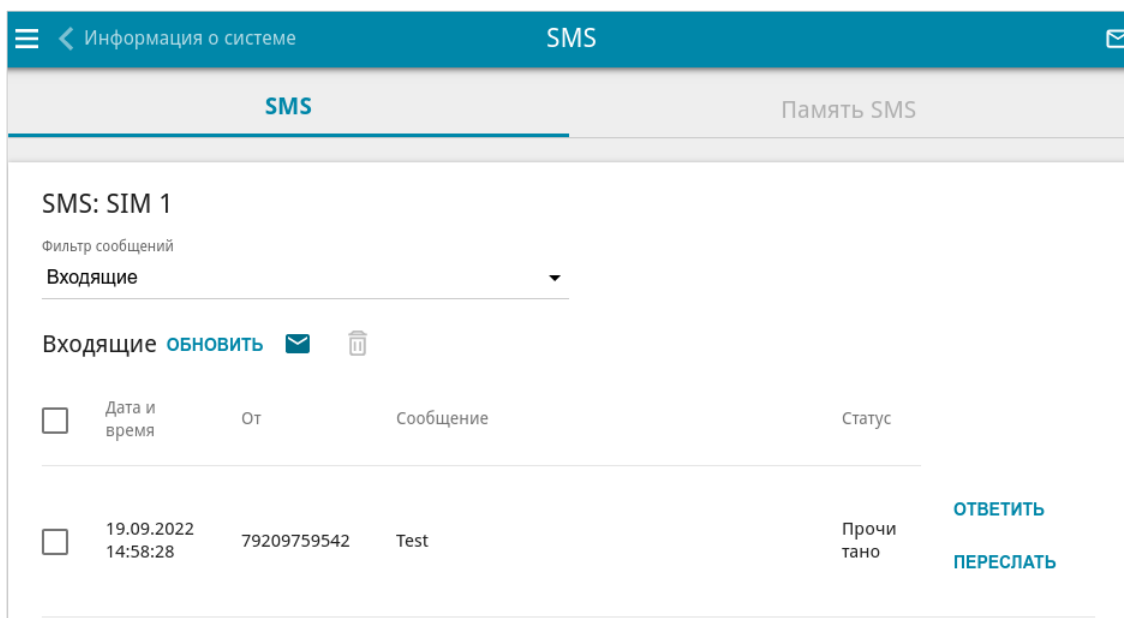 Информация о системе SMS
SMS Память SMS
SMS: SIM 1
Фильтр сообщений
Входящие
Входящие ОБНОВИТЬ
Дата и время От Сообщение Статус
19.09.2022 14:58:28 79209759542 Test Прочи тано
ОТВЕТИТЬ
ПЕРЕСЛАТЬ